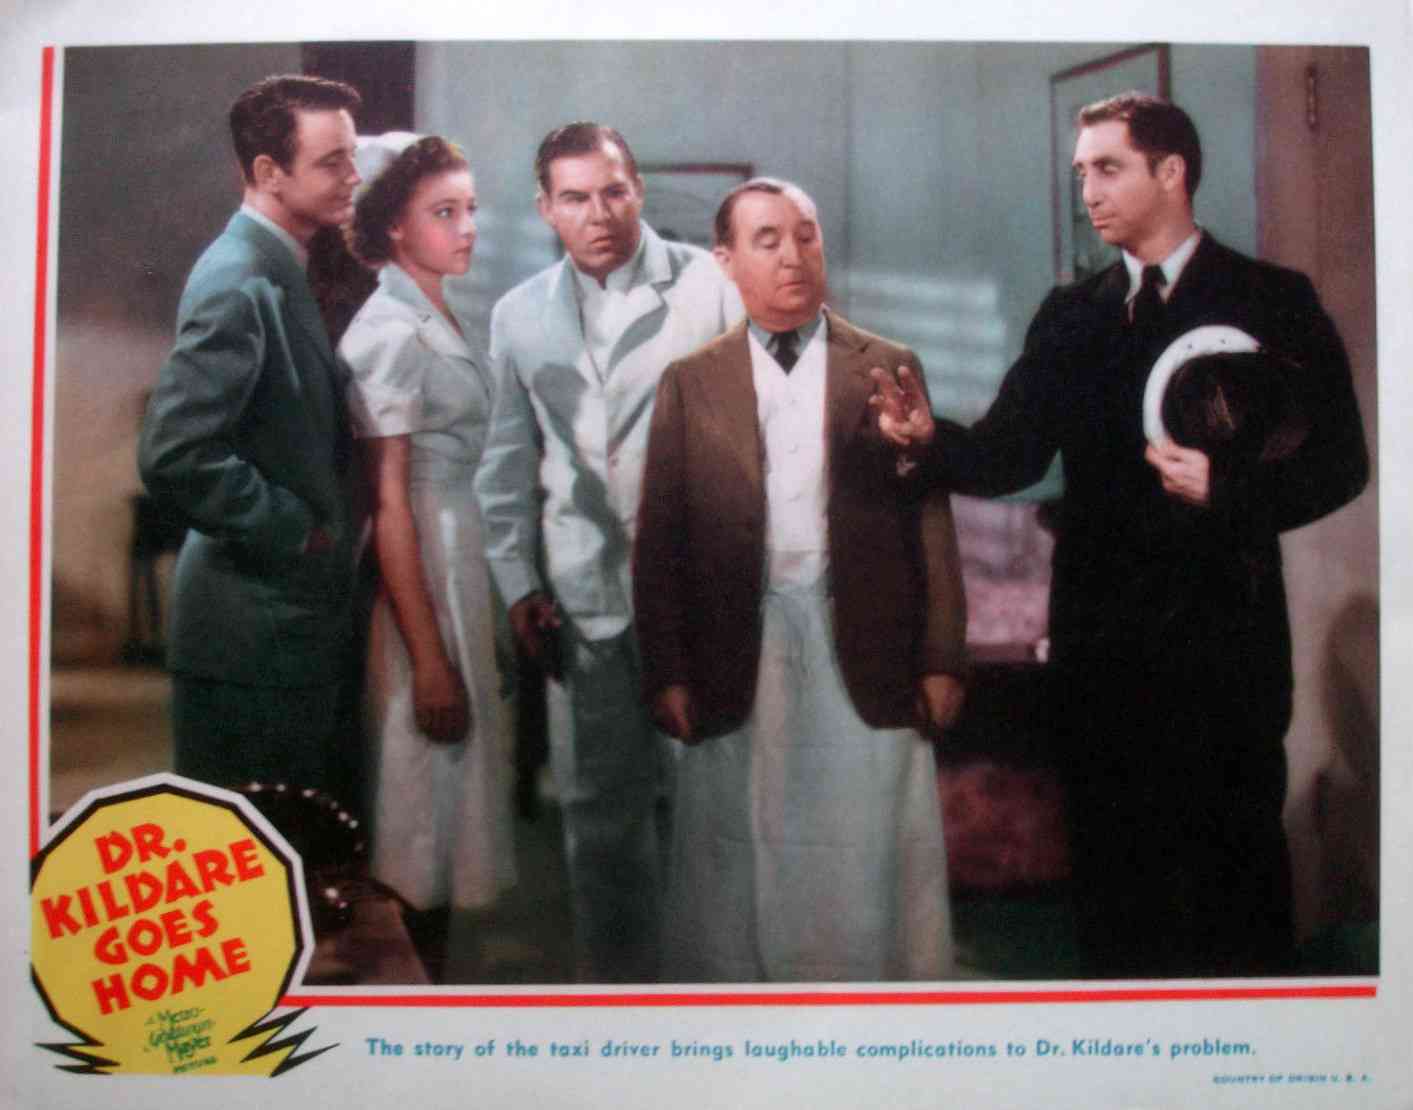 DR.
KILDARE
GOES
HOME
A Metro-
Goldwyn-
Mayer
PICTURE
The story of the taxi driver brings laughable complications to Dr. Kildare's problem.
COUNTRY OF ORIGIN U. S. A.